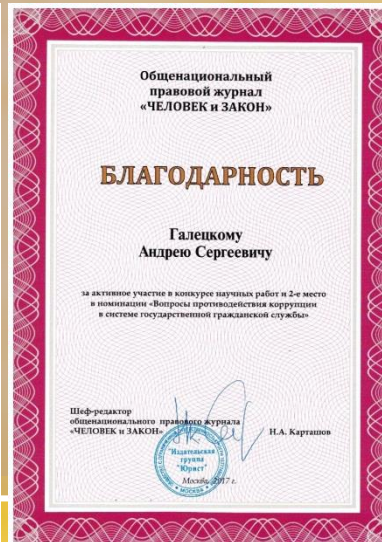 Общенациональный
правовой журнал
«ЧЕЛОВЕК и ЗАКОН»
БЛАГОДАРНОСТЬ
Галецкому
Андрею Сергеевичу
за активное участие в конкурсе научных работ и 2-е место
в номинации «Вопросы противодействия коррупции
в системе государственной гражданской службы»
Шеф-редактор
общенационального правового журнала
«ЧЕЛОВЕК и ЗАКОН»
Н.А. Карташов
"Издательская
группа
"Юрист"
Москва, 2017 г.
МОСКВА